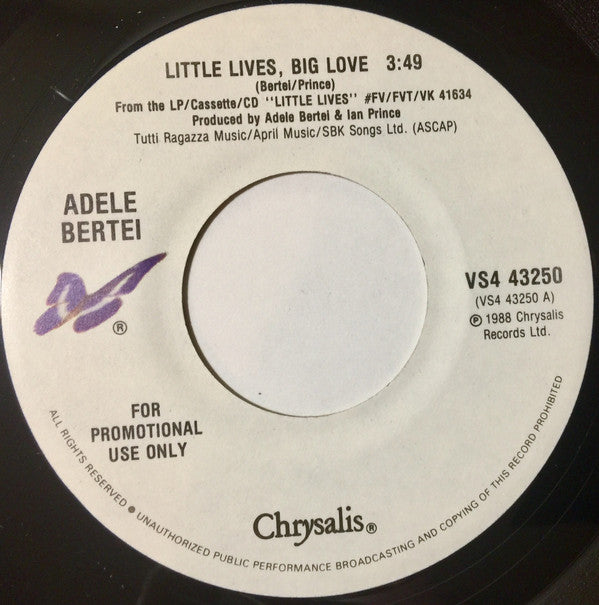 LITTLE LIVES, BIG LOVE 3:49
(Bertei/Prince)
From the LP/Cassette/CD "LITTLE LIVES" #FV/FVT/VK 41634
Produced by Adele Bertei & Ian Prince
Tutti Ragazza Music/April Music/SBK Songs Ltd. (ASCAP)
ADELE
BERTEI
®
VS4 43250
(VS4 43250 A)
℗ 1988 Chrysalis
Records Ltd.
FOR
PROMOTIONAL
USE ONLY
Chrysalis®
ALL RIGHTS RESERVED ● UNAUTHORIZED PUBLIC PERFORMANCE BROADCASTING AND COPYING OF THIS RECORD PROHIBITED